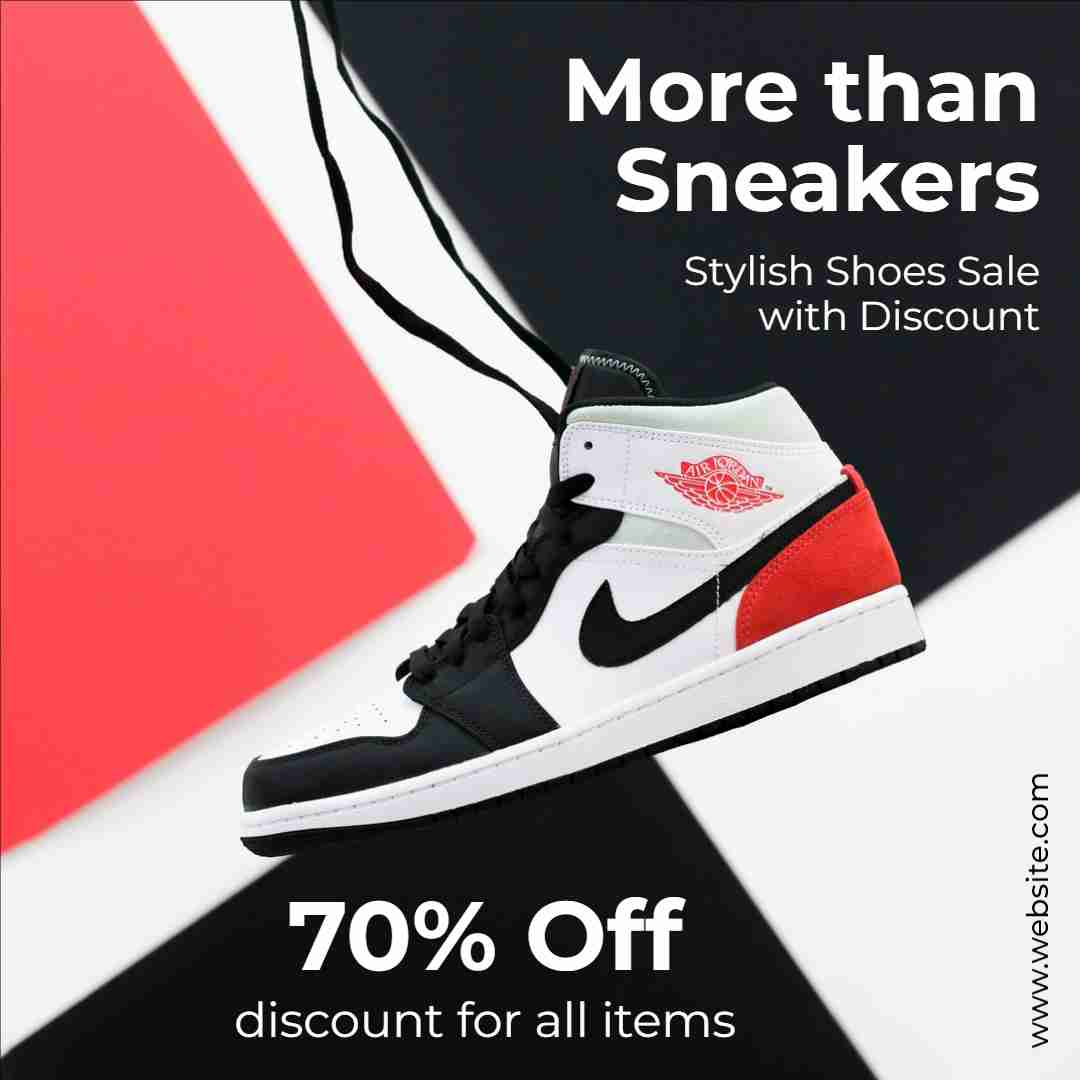 More than
Sneakers
Stylish Shoes Sale
with Discount
AIR JORDAN
TM
70% Off
discount for all items
www.website.com